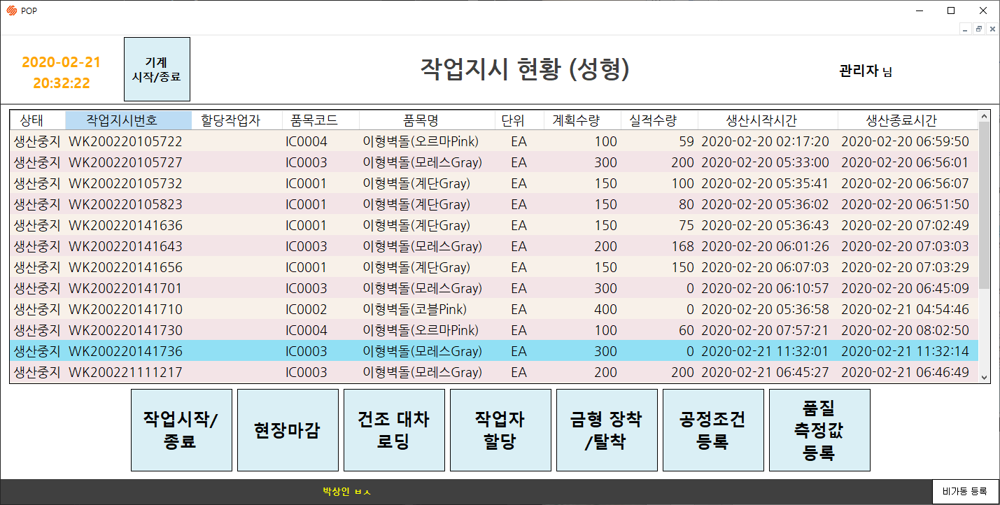 POP
2020-02-21
20:32:22
기계
시작/종료
작업지시 현황 (성형)
관리자 님
상태 작업지시번호 할당작업자 품목코드 품목명 단위 계획수량 실적수량 생산시작시간 생산종료시간
생산중지 WK200220105722 IC0004 이형벽돌(오르마Pink) EA 100 59 2020-02-20 02:17:20 2020-02-20 06:59:50
생산중지 WK200220105727 IC0003 이형벽돌(모레스Gray) EA 300 200 2020-02-20 05:33:00 2020-02-20 06:56:01
생산중지 WK200220105732 IC0001 이형벽돌(계단Gray) EA 150 100 2020-02-20 05:35:41 2020-02-20 06:56:07
생산중지 WK200220105823 IC0001 이형벽돌(계단Gray) EA 150 80 2020-02-20 05:36:02 2020-02-20 06:51:50
생산중지 WK200220141636 IC0001 이형벽돌(계단Gray) EA 150 75 2020-02-20 05:36:43 2020-02-20 07:02:49
생산중지 WK200220141643 IC0003 이형벽돌(모레스Gray) EA 200 168 2020-02-20 06:01:26 2020-02-20 07:03:03
생산중지 WK200220141656 IC0001 이형벽돌(계단Gray) EA 150 150 2020-02-20 06:07:03 2020-02-20 07:03:29
생산중지 WK200220141701 IC0003 이형벽돌(모레스Gray) EA 300 0 2020-02-20 06:10:57 2020-02-20 06:45:09
생산중지 WK200220141710 IC0002 이형벽돌(코블Pink) EA 400 0 2020-02-20 05:36:58 2020-02-21 04:54:46
생산중지 WK200220141730 IC0004 이형벽돌(오르마Pink) EA 100 60 2020-02-20 07:57:21 2020-02-20 08:02:50
생산중지 WK200220141736 IC0003 이형벽돌(모레스Gray) EA 300 0 2020-02-21 11:32:01 2020-02-21 11:32:14
생산중지 WK200221111217 IC0003 이형벽돌(모레스Gray) EA 200 200 2020-02-21 06:45:27 2020-02-21 06:46:49
작업시작/
종료
현장마감
건조 대차
로딩
작업자
할당
금형 장착
/탈착
공정조건
등록
품질
측정값
등록
박상인 ㅂㅅ
비가동 등록